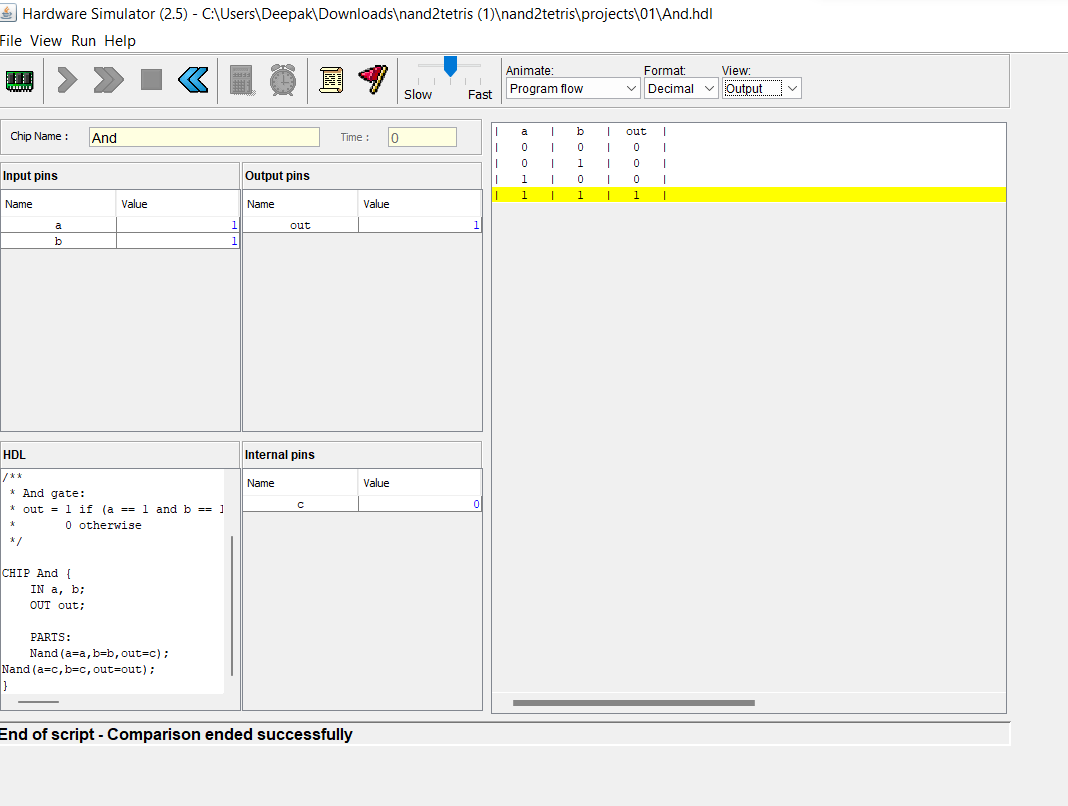 Hardware Simulator (2.5) - C:\Users\Deepak\Downloads\nand2tetris (1)\nand2tetris\projects\01\And.hdl
File View Run Help
Slow Fast
Animate: Format: View:
Program flow Decimal Output
Chip Name : And Time : 0
Input pins
Name Value
a 1
b 1
Output pins
Name Value
out 1
HDL
/**
* And gate:
* out = 1 if (a == 1 and b == 1
* 0 otherwise
*/
CHIP And {
IN a, b;
OUT out;
PARTS:
Nand(a=a,b=b,out=c);
Nand(a=c,b=c,out=out);
}
Internal pins
Name Value
c 0
| a | b | out |
| 0 | 0 | 0 |
| 0 | 1 | 0 |
| 1 | 0 | 0 |
| 1 | 1 | 1 |
End of script - Comparison ended successfully